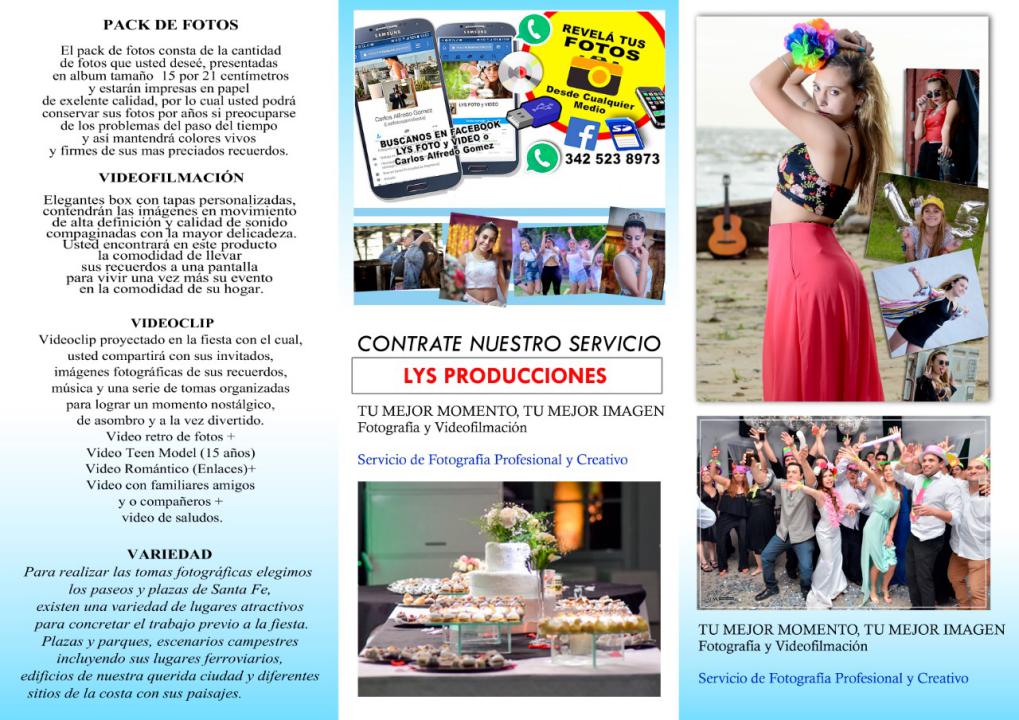 PACK DE FOTOS
El pack de fotos consta de la cantidad
de fotos que usted deseé, presentadas
en album tamaño 15 por 21 centímetros
y estarán impresas en papel
de exelente calidad, por lo cual usted podrá
conservar sus fotos por años si preocuparse
de los problemas del paso del tiempo
y asi mantendrá colores vivos
y firmes de sus mas preciados recuerdos.
VIDEOFILMACIÓN
Elegantes box con tapas personalizadas,
contendrán las imágenes en movimiento
de alta definición y calidad de sonido
compaginadas con la mayor delicadeza.
Usted encontrará en este producto
la comodidad de llevar
sus recuerdos a una pantalla
para vivir una vez más su evento
en la comodidad de su hogar.
VIDEOCLIP
Videoclip proyectado en la fiesta con el cual,
usted compartirá con sus invitados,
imágenes fotográficas de sus recuerdos,
música y una serie de tomas organizadas
para lograr un momento nostálgico,
de asombro y a la vez divertido.
Video retro de fotos +
Video Teen Model (15 años)
Video Romántico (Enlaces)+
Video con familiares amigos
y o compañeros +
video de saludos.
VARIEDAD
Para realizar las tomas fotográficas elegimos
los paseos y plazas de Santa Fe,
existen una variedad de lugares atractivos
para concretar el trabajo previo a la fiesta.
Plazas y parques, escenarios campestres
incluyendo sus lugares ferroviarios,
edificios de nuestra querida ciudad y diferentes
sitios de la costa con sus paisajes.
SAMSUNG
SAMSUNG
Carlos Alfredo Gomez
LYS FOTO y VIDEO
BUSCANOS EN FACEBOOK
LYS FOTO y VIDEO o
Carlos Alfredo Gomez
REVELÁ TUS
FOTOS
Desde Cualquier
Medio
342 523 8973
CONTRATE NUESTRO SERVICIO
LYS PRODUCCIONES
TU MEJOR MOMENTO, TU MEJOR IMAGEN
Fotografía y Videofilmación
Servicio de Fotografía Profesional y Creativo
TU MEJOR MOMENTO, TU MEJOR IMAGEN
Fotografía y Videofilmación
Servicio de Fotografía Profesional y Creativo